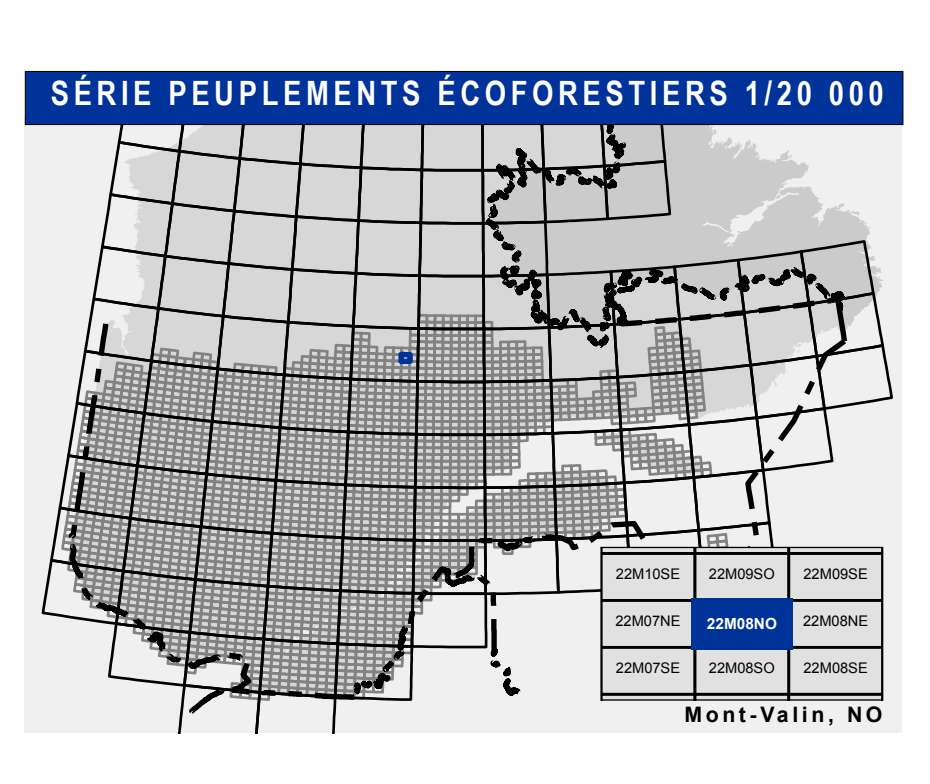 SÉRIE PEUPLEMENTS ÉCOFORESTIERS 1/20 000
22M10SE 22M09SO 22M09SE
22M07NE 22M08NO 22M08NE
22M07SE 22M08SO 22M08SE
Mont-Valin, NO